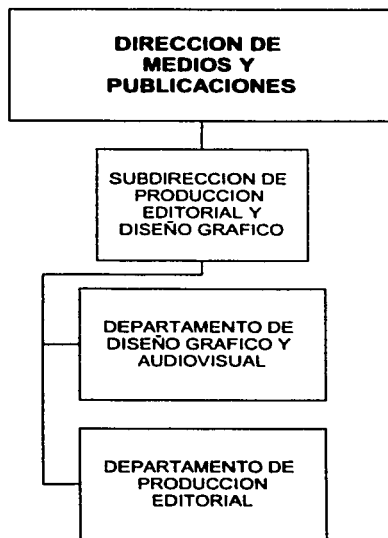 DIRECCION DE
MEDIOS Y
PUBLICACIONES
SUBDIRECCION DE
PRODUCCION
EDITORIAL Y
DISEÑO GRAFICO
DEPARTAMENTO DE
DISEÑO GRAFICO Y
AUDIOVISUAL
DEPARTAMENTO DE
PRODUCCION
EDITORIAL